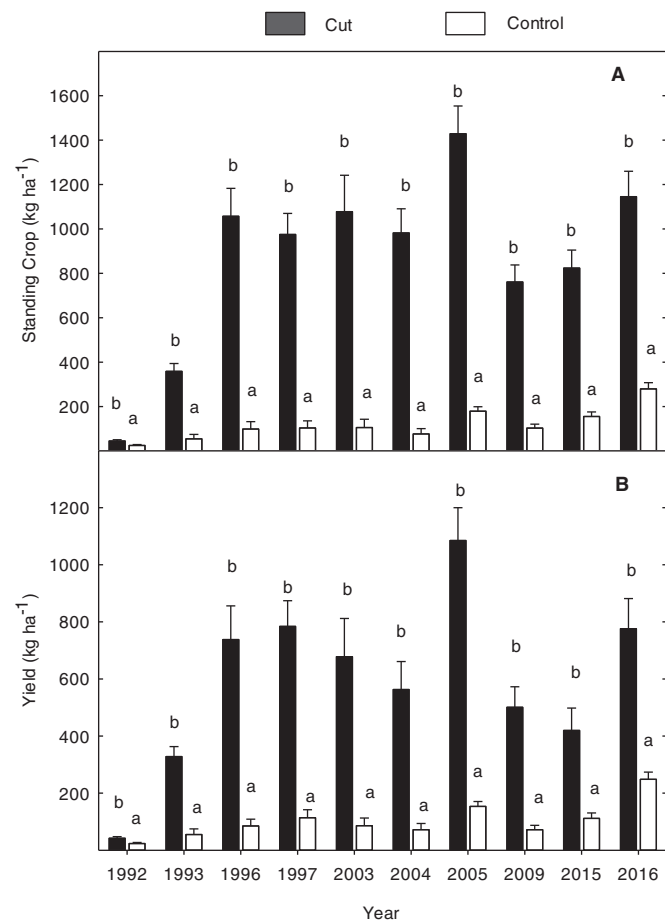 Cut Control
A
Standing Crop (kg ha⁻¹)
1600
1400
1200
1000
800
600
400
200
b a b a b a b a b a b a b a b a b a b a
B
Yield (kg ha⁻¹)
1200
1000
800
600
400
200
b a b a b a b a b a b a b a b a b a b a
1992 1993 1996 1997 2003 2004 2005 2009 2015 2016
Year